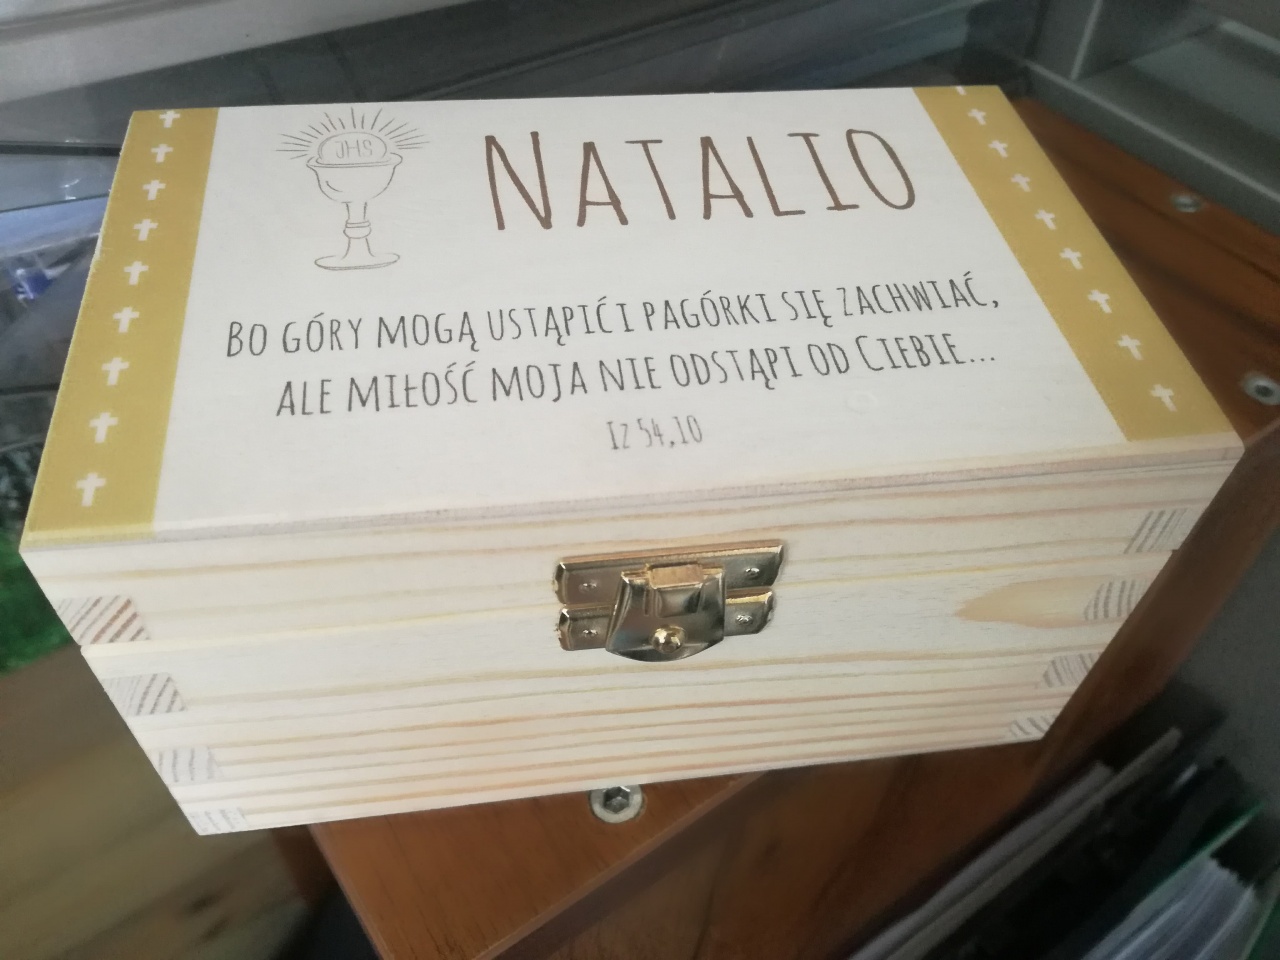 JHS
NATALIO
BO GÓRY MOGĄ USTĄPIĆ I PAGÓRKI SIĘ ZACHWIAĆ,
ALE MIŁOŚĆ MOJA NIE ODSTĄPI OD CIEBIE...
Iz 54,10